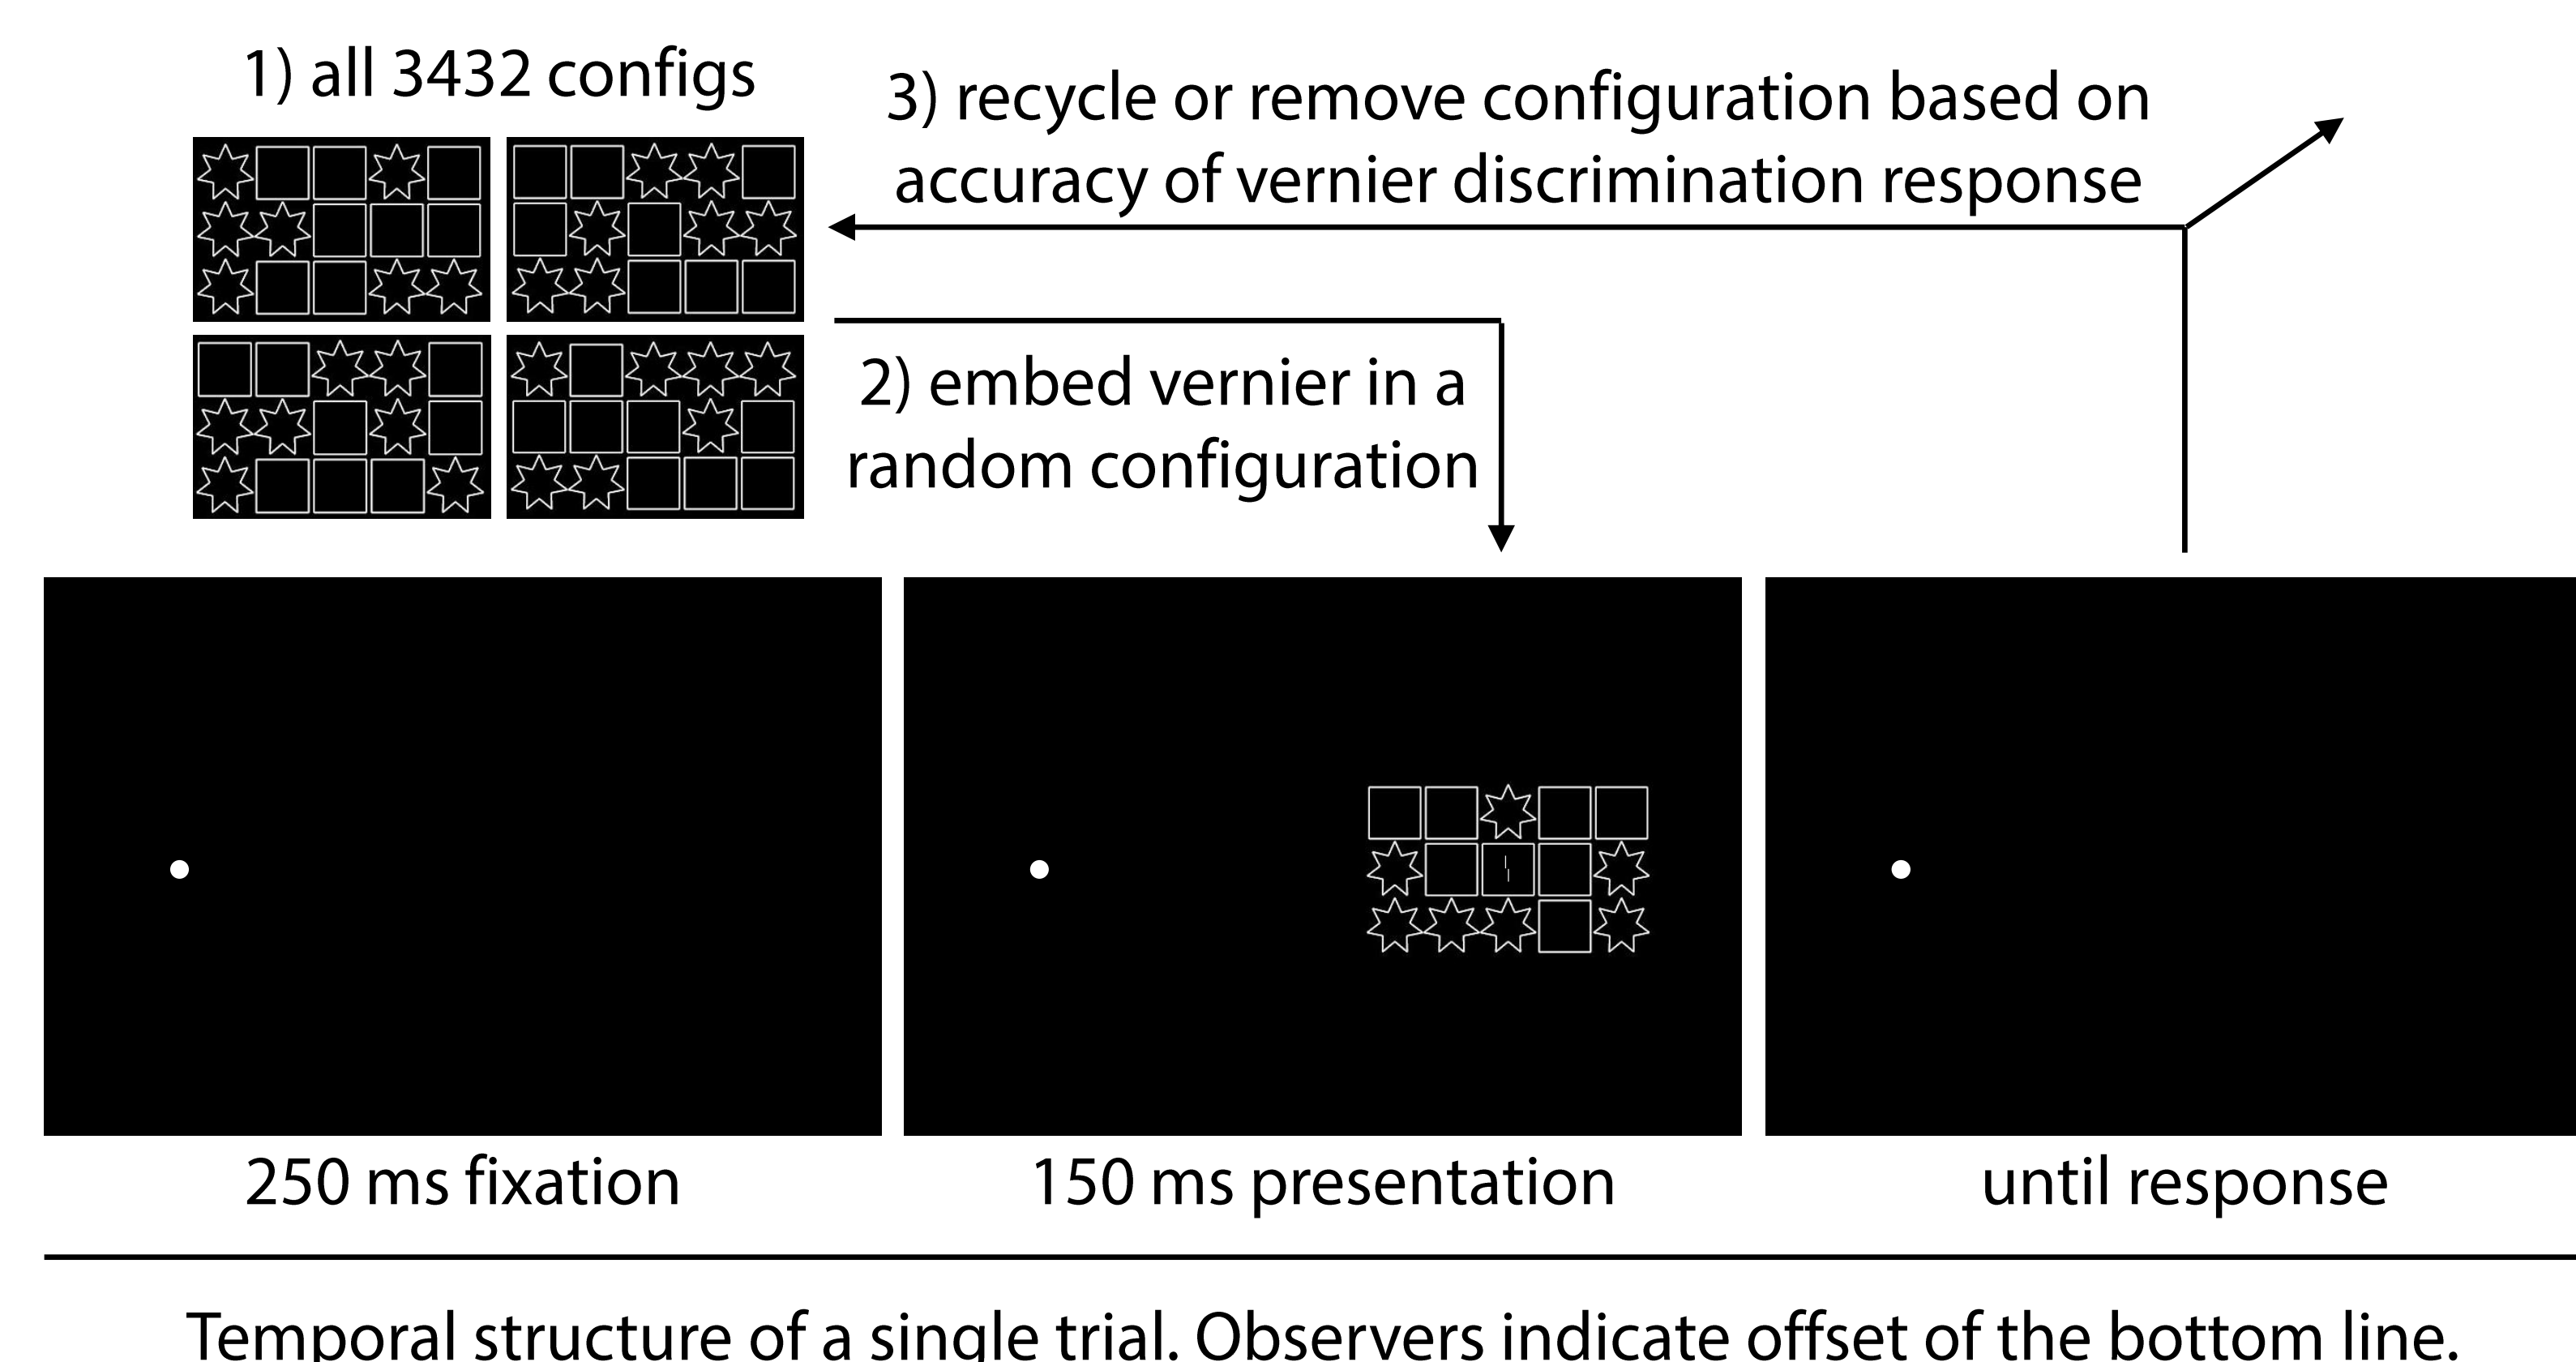 1) all 3432 configs
3) recycle or remove configuration based on
accuracy of vernier discrimination response
2) embed vernier in a
random configuration
250 ms fixation
150 ms presentation
until response
Temporal structure of a single trial. Observers indicate offset of the bottom line.